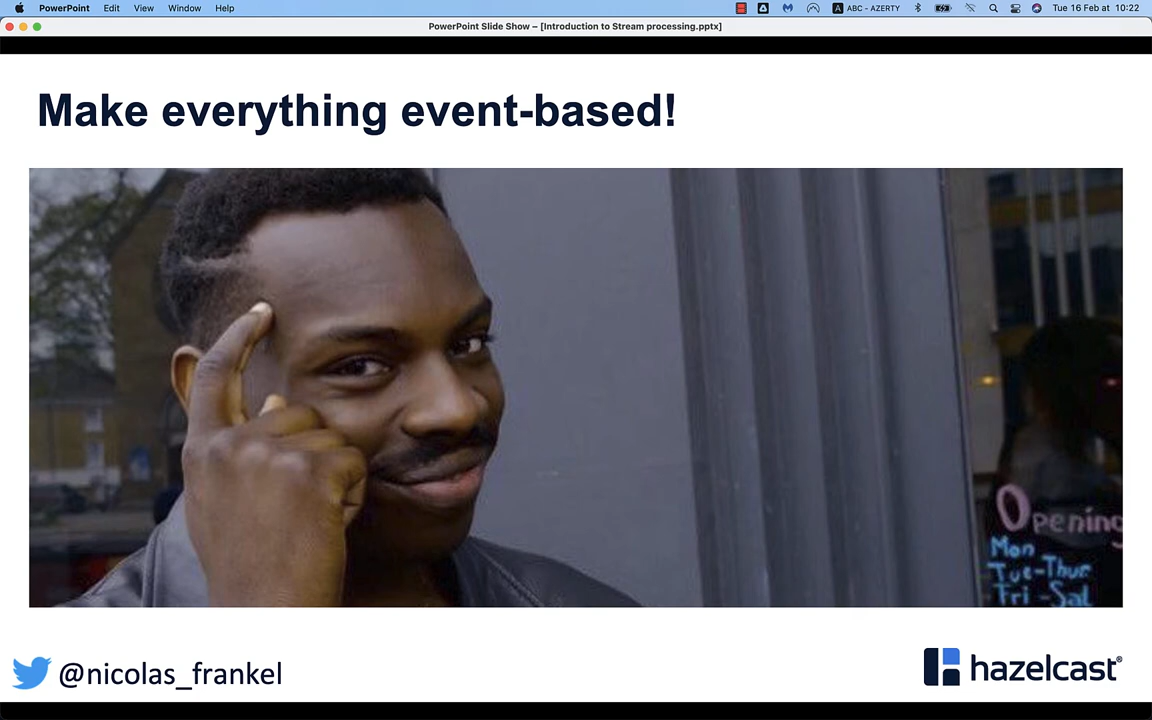 PowerPoint Edit View Window Help A ABC - AZERTY Tue 16 Feb at 10:22
PowerPoint Slide Show – [Introduction to Stream processing.pptx]
Make everything event-based!
Opening
Mon
Tue-Thur
Fri-Sat
@nicolas_frankel
hazelcast®